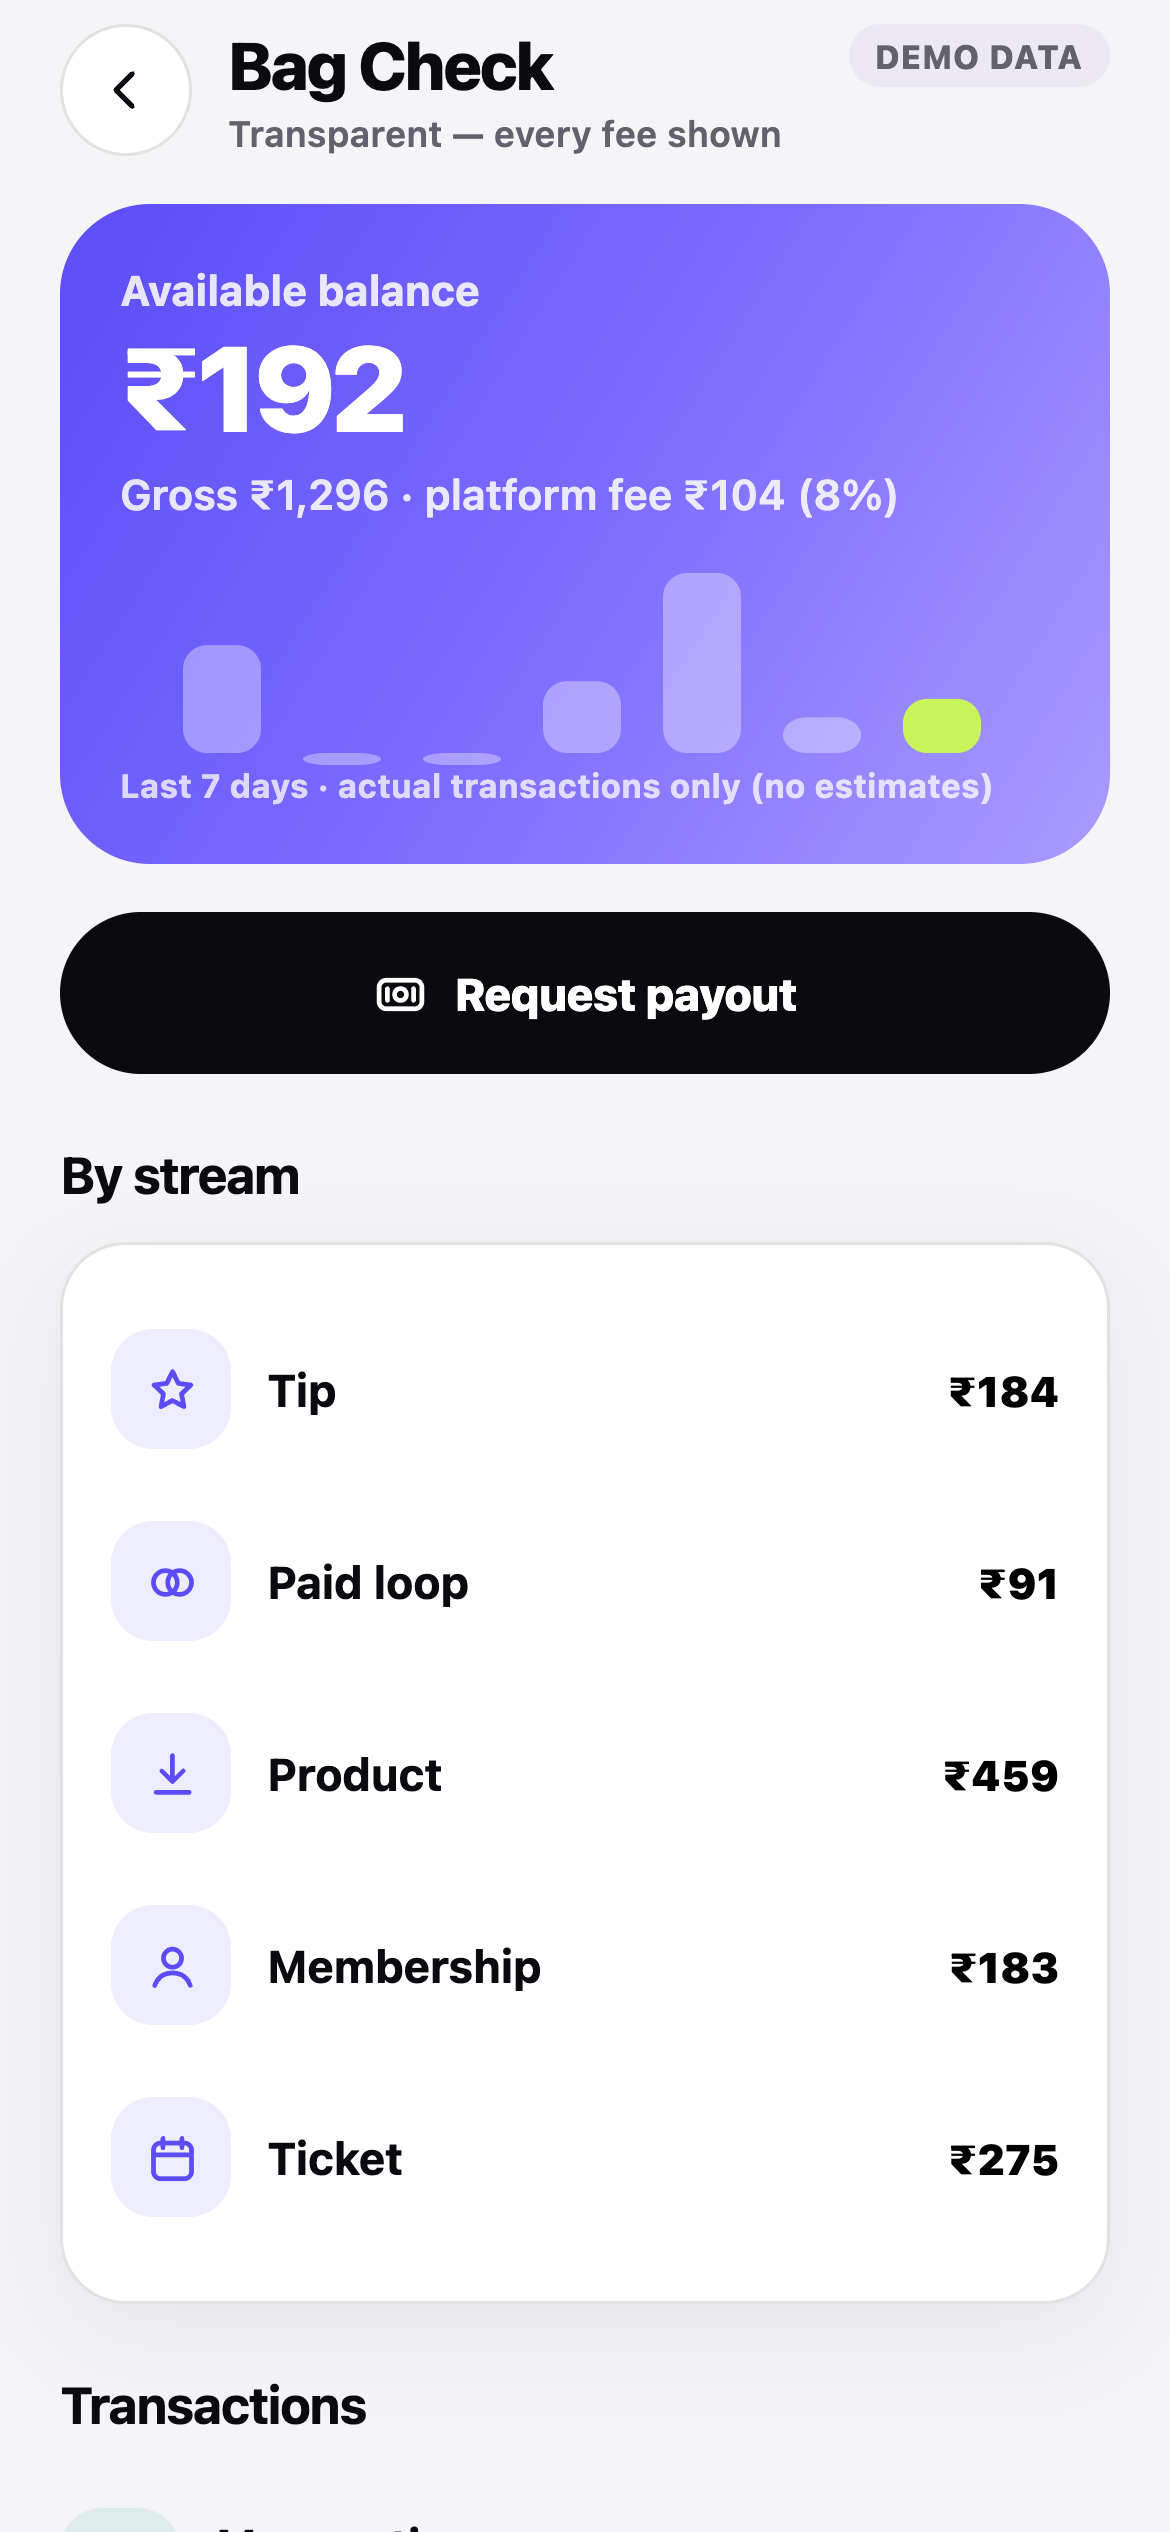 Bag Check
DEMO DATA
Transparent — every fee shown
Available balance
₹192
Gross ₹1,296 · platform fee ₹104 (8%)
Last 7 days · actual transactions only (no estimates)
Request payout
By stream
Tip
₹184
Paid loop
₹91
Product
₹459
Membership
₹183
Ticket
₹275
Transactions